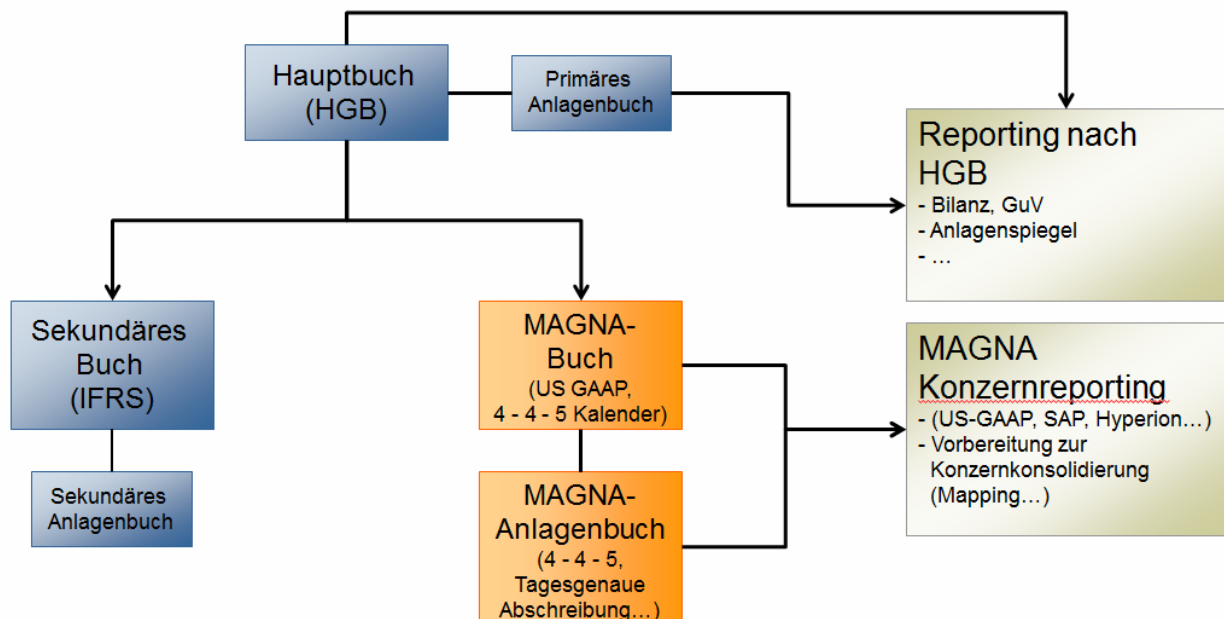 Hauptbuch
(HGB)
Primäres
Anlagenbuch
Reporting nach
HGB
- Bilanz, GuV
- Anlagenspiegel
- …
Sekundäres
Buch
(IFRS)
Sekundäres
Anlagenbuch
MAGNA-
Buch
(US GAAP,
4 - 4 - 5 Kalender)
MAGNA-
Anlagenbuch
(4 - 4 - 5,
Tagesgenaue
Abschreibung…)
MAGNA
Konzernreporting
- (US-GAAP, SAP, Hyperion…)
- Vorbereitung zur
Konzernkonsolidierung
(Mapping…)